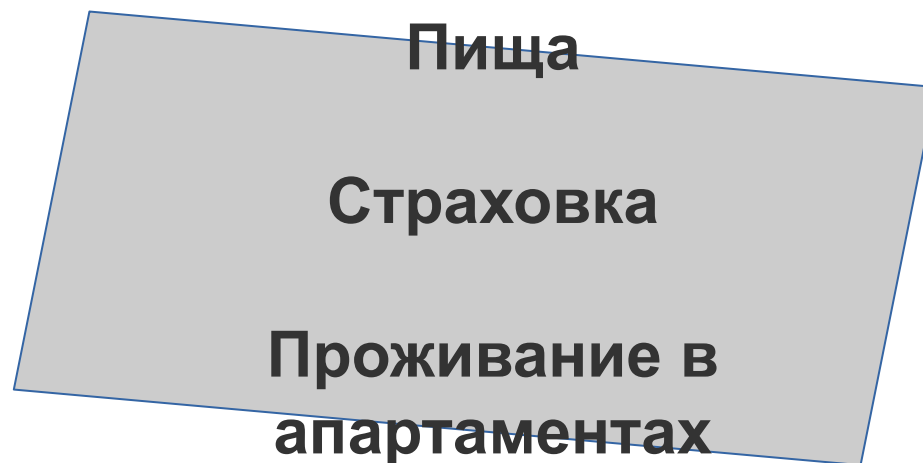 Пища
Страховка
Проживание в
апартаментах